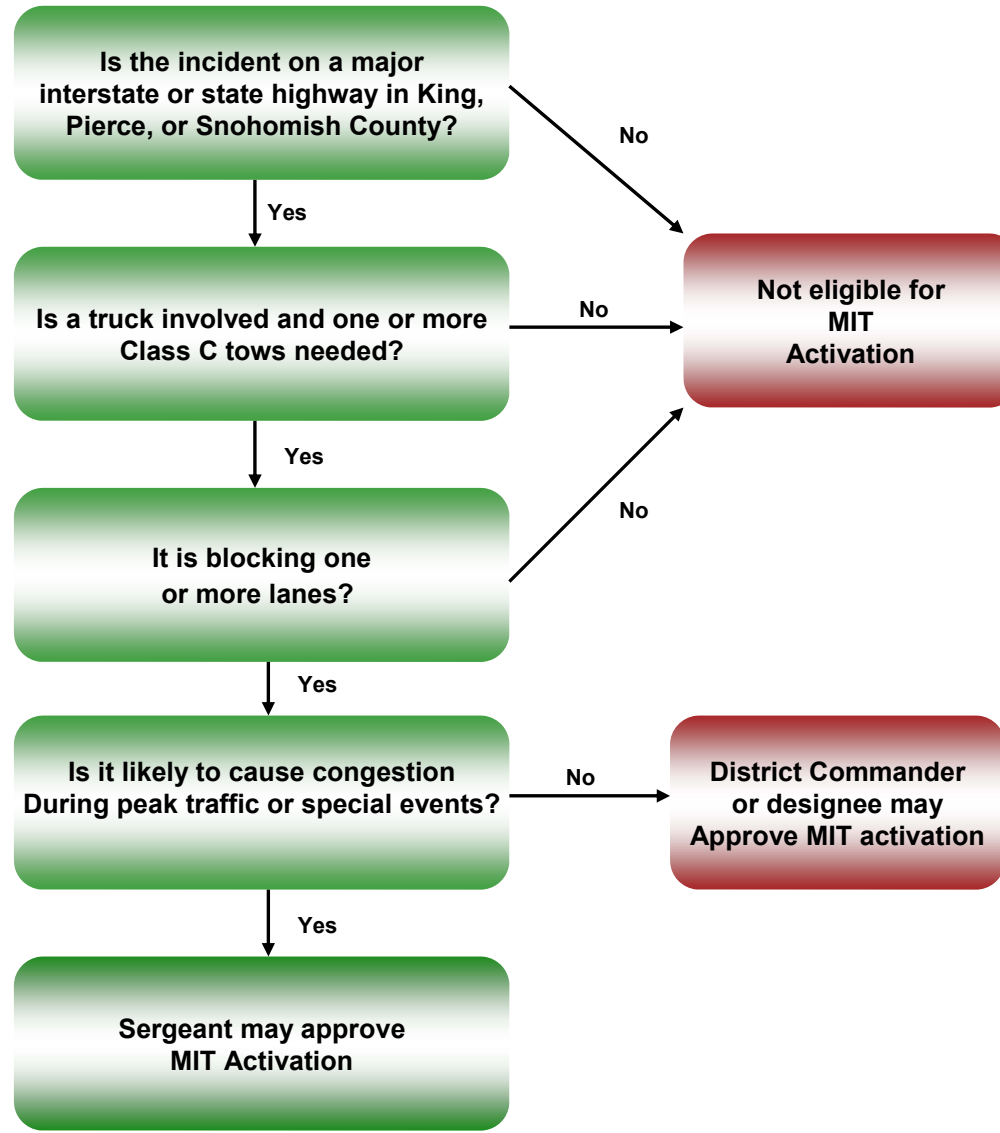 Is the incident on a major
interstate or state highway in King,
Pierce, or Snohomish County?
No
Yes
Is a truck involved and one or more
Class C tows needed?
No
Not eligible for
MIT
Activation
Yes
It is blocking one
or more lanes?
No
Yes
Is it likely to cause congestion
During peak traffic or special events?
No
District Commander
or designee may
Approve MIT activation
Yes
Sergeant may approve
MIT Activation